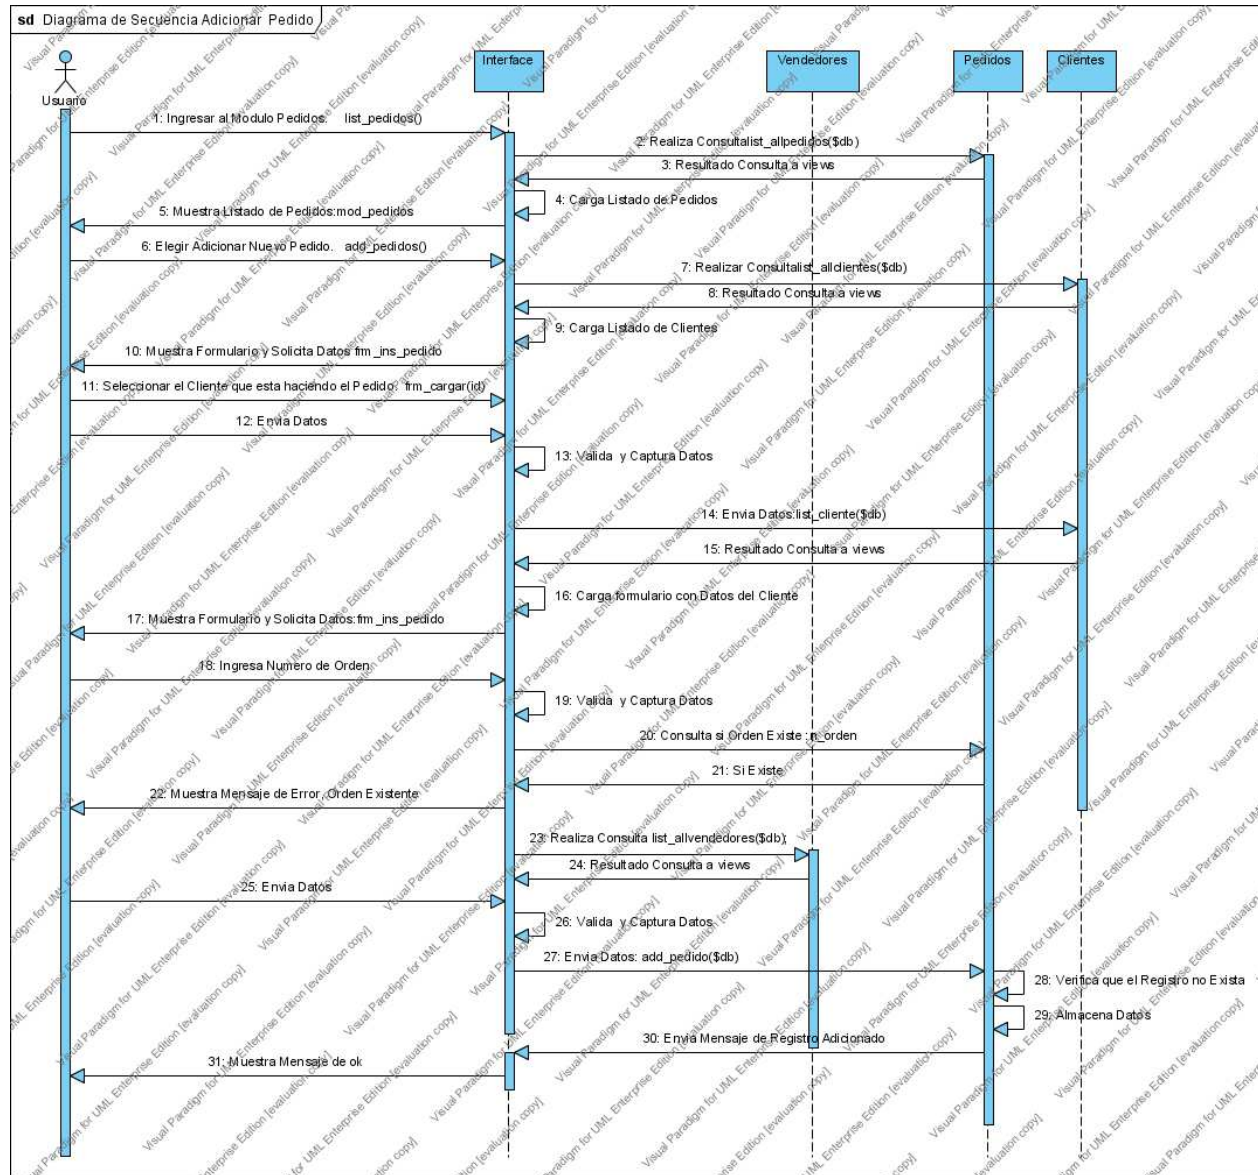 sd Diagrama de Secuencia Adicionar Pedido
Usuario
Interface
Vendedores
Pedidos
Clientes
1: Ingresar al Modulo Pedidos. list_pedidos()
2: Realiza Consultalist_allpedidos($db)
3: Resultado Consulta a views
4: Carga Listado de Pedidos
5: Muestra Listado de Pedidos:mod_pedidos
6: Elegir Adicionar Nuevo Pedido. add_pedidos()
7: Realizar Consultalist_allclientes($db)
8: Resultado Consulta a views
9: Carga Listado de Clientes
10: Muestra Formulario y Solicita Datos frm_ins_pedido
11: Seleccionar el Cliente que esta haciendo el Pedido. frm_cargar(id)
12: Envia Datos
13: Valida y Captura Datos
14: Envia Datos:list_cliente($db)
15: Resultado Consulta a views
16: Carga formulario con Datos del Cliente
17: Muestra Formulario y Solicita Datos:frm_ins_pedido
18: Ingresa Numero de Orden
19: Valida y Captura Datos
20: Consulta si Orden Existe :n_orden
21: Si Existe
22: Muestra Mensaje de Error, Orden Existente
23: Realiza Consulta list_allvendedores($db);
24: Resultado Consulta a views
25: Envia Datos
26: Valida y Captura Datos
27: Envia Datos: add_pedido($db)
28: Verifica que el Registro no Exista
29: Almacena Datos
30: Envia Mensaje de Registro Adicionado
31: Muestra Mensaje de ok
Visual Paradigm for UML Enterprise Edition [evaluation copy]